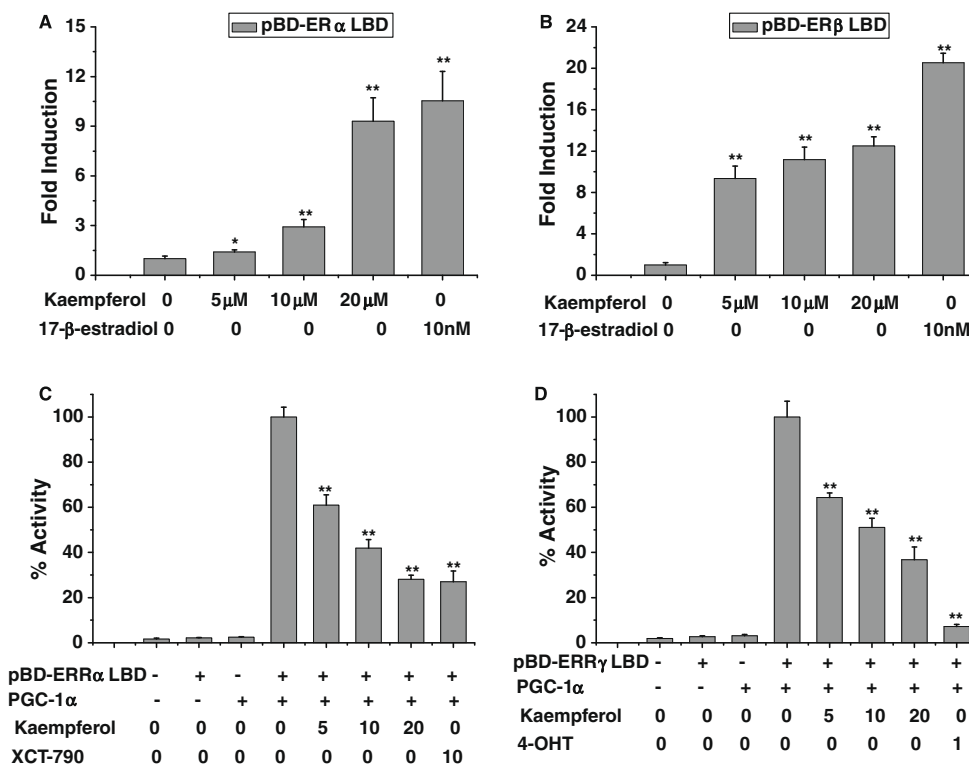 A
pBD-ER α LBD
15
12
9
6
3
0
Fold Induction
* ** ** **
Kaempferol 0 5μM 10μM 20μM 0
17-β-estradiol 0 0 0 0 10nM
B
pBD-ERβ LBD
24
20
16
12
8
4
0
Fold Induction
** ** ** **
Kaempferol 0 5μM 10μM 20μM 0
17-β-estradiol 0 0 0 0 10nM
C
100
80
60
40
20
0
% Activity
** ** ** **
pBD-ERRα LBD - + - + + + + +
PGC-1α - - + + + + + +
Kaempferol 0 0 0 0 5 10 20 0
XCT-790 0 0 0 0 0 0 0 10
D
100
80
60
40
20
0
% Activity
** ** ** **
pBD-ERRγ LBD - + - + + + + +
PGC-1α - - + + + + + +
Kaempferol 0 0 0 0 5 10 20 0
4-OHT 0 0 0 0 0 0 0 1